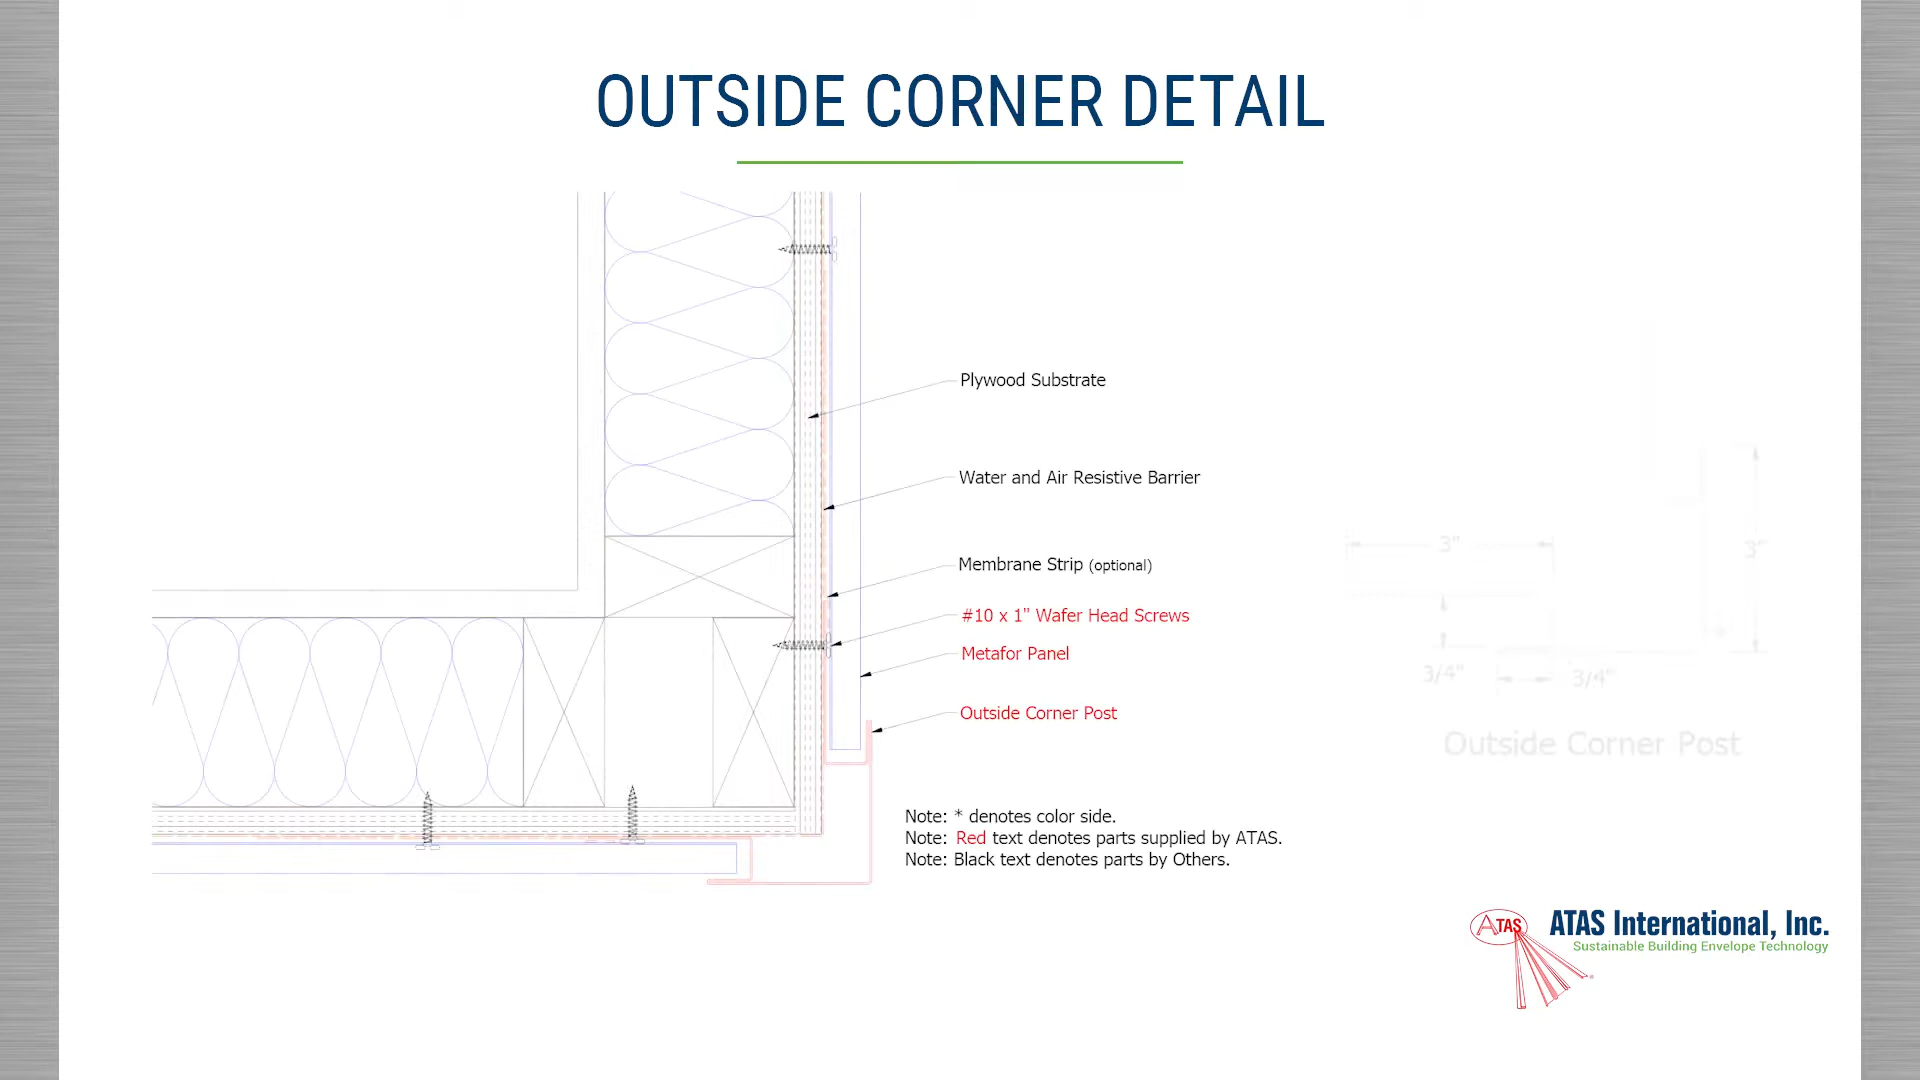 OUTSIDE CORNER DETAIL
Plywood Substrate
Water and Air Resistive Barrier
Membrane Strip (optional)
#10 x 1" Wafer Head Screws
Metafor Panel
Outside Corner Post
Note: * denotes color side.
Note: Red text denotes parts supplied by ATAS.
Note: Black text denotes parts by Others.
3"
3"
3/4"
3/4"
Outside Corner Post
ATAS
ATAS International, Inc.
Sustainable Building Envelope Technology